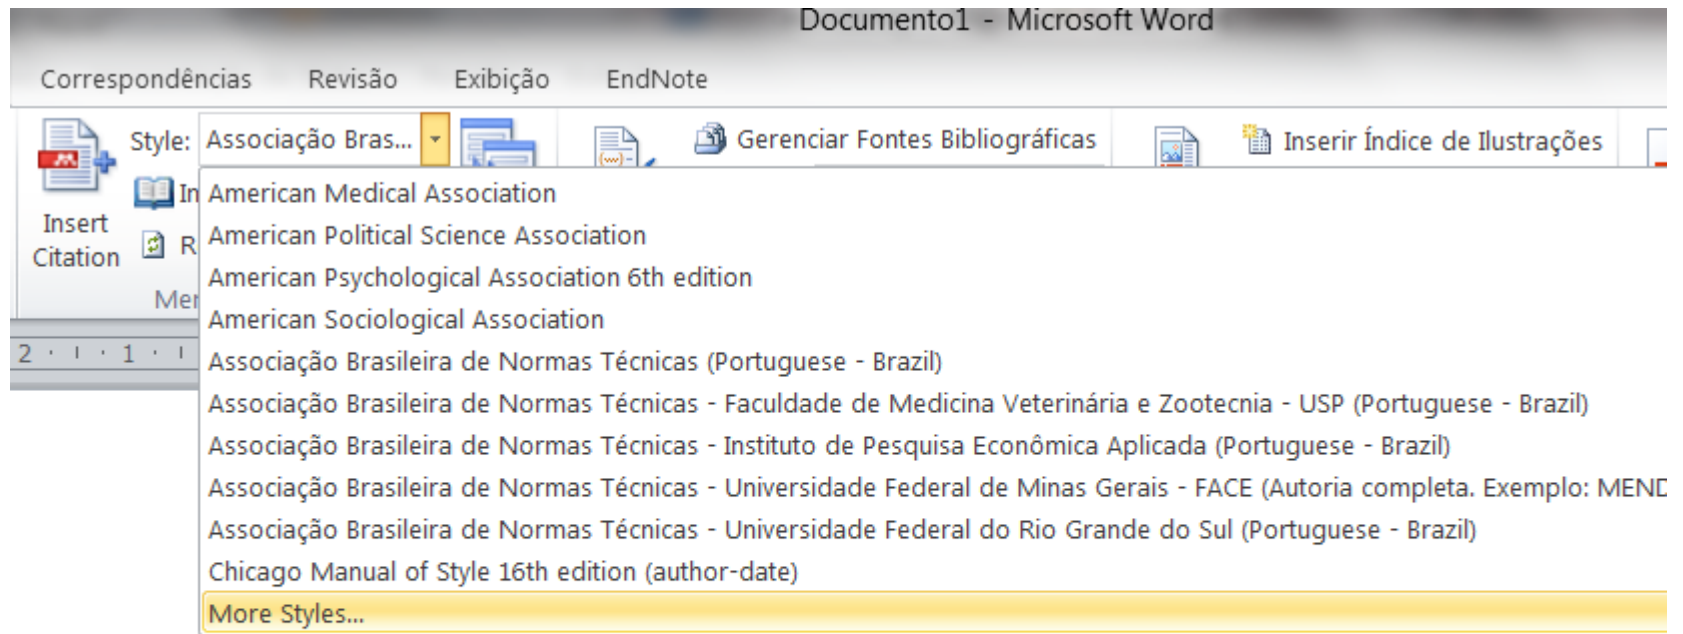 Documento1 - Microsoft Word
Correspondências Revisão Exibição EndNote
Style: Associação Bras... Gerenciar Fontes Bibliográficas Inserir Índice de Ilustrações
Insert
Citation
American Medical Association
American Political Science Association
American Psychological Association 6th edition
American Sociological Association
2 · ı · 1 · ı
Associação Brasileira de Normas Técnicas (Portuguese - Brazil)
Associação Brasileira de Normas Técnicas - Faculdade de Medicina Veterinária e Zootecnia - USP (Portuguese - Brazil)
Associação Brasileira de Normas Técnicas - Instituto de Pesquisa Econômica Aplicada (Portuguese - Brazil)
Associação Brasileira de Normas Técnicas - Universidade Federal de Minas Gerais - FACE (Autoria completa. Exemplo: MEND
Associação Brasileira de Normas Técnicas - Universidade Federal do Rio Grande do Sul (Portuguese - Brazil)
Chicago Manual of Style 16th edition (author-date)
More Styles...